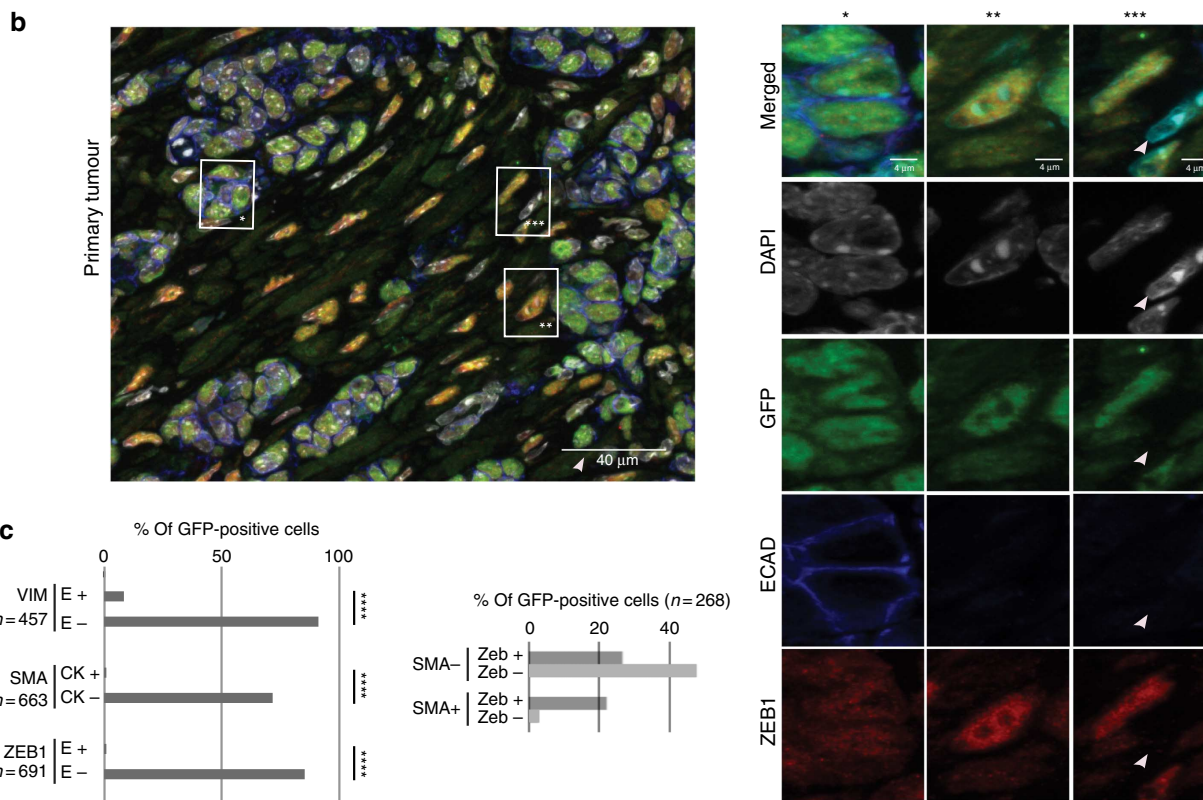 b
Primary tumour
*
***
**
40 µm
* ** ***
Merged
4 µm 4 µm 4 µm
DAPI
GFP
ECAD
ZEB1
c
% Of GFP-positive cells
0 50 100
VIM E +
n=457 E –
****
SMA CK +
n=663 CK –
****
ZEB1 E +
n=691 E –
****
% Of GFP-positive cells (n=268)
0 20 40
SMA– Zeb +
Zeb –
SMA+ Zeb +
Zeb –